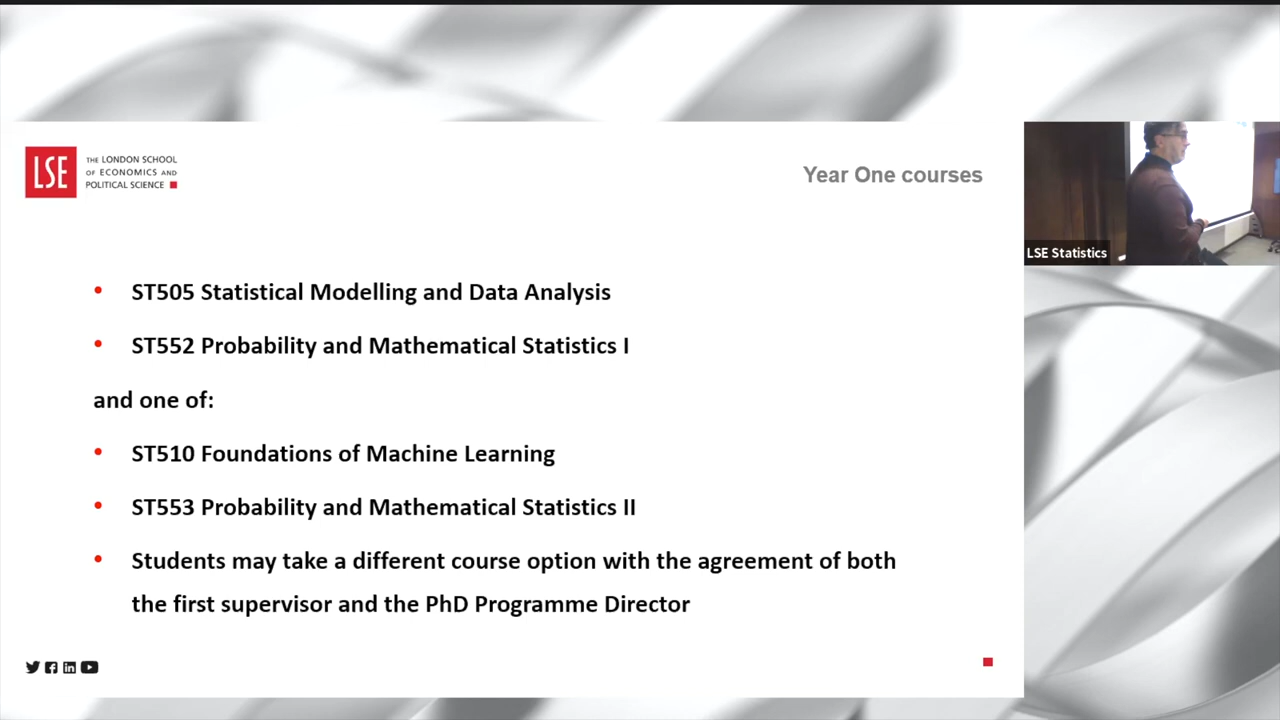 LSE
THE LONDON SCHOOL
OF ECONOMICS AND
POLITICAL SCIENCE
Year One courses
LSE Statistics
• ST505 Statistical Modelling and Data Analysis
• ST552 Probability and Mathematical Statistics I
and one of:
• ST510 Foundations of Machine Learning
• ST553 Probability and Mathematical Statistics II
• Students may take a different course option with the agreement of both
the first supervisor and the PhD Programme Director